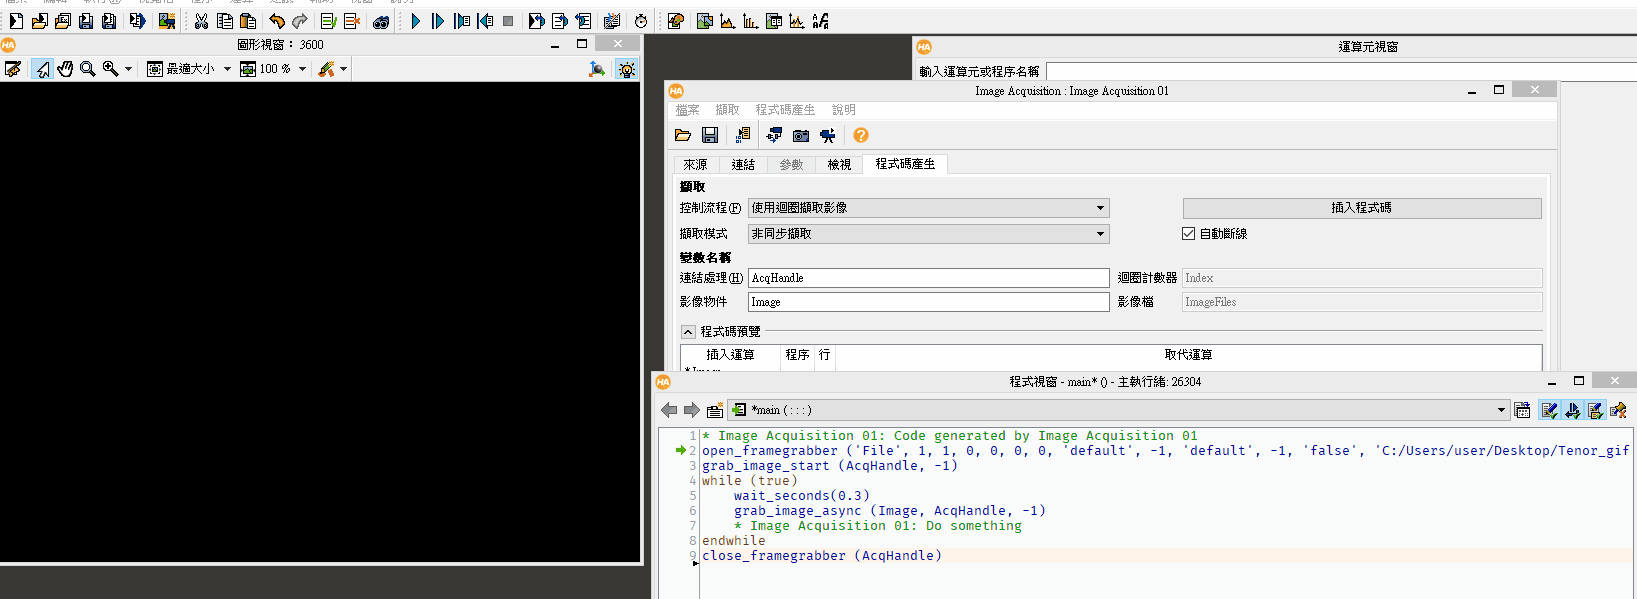 圖形視窗： 3600
最適大小
100 %
運算元視窗
輸入運算元或程序名稱
Image Acquisition : Image Acquisition 01
檔案 擷取 程式碼產生 說明
來源 連結 參數 檢視 程式碼產生
擷取
控制流程(F) 使用迴圈擷取影像 插入程式碼
擷取模式 非同步擷取 自動斷線
變數名稱
連結處理(H) AcqHandle 迴圈計數器 Index
影像物件 Image 影像檔 ImageFiles
程式碼預覽
插入運算 程序 行 取代運算
程式視窗 - main* () - 主執行緒: 26304
*main ( : : : )
1 * Image Acquisition 01: Code generated by Image Acquisition 01
2 open_framegrabber ('File', 1, 1, 0, 0, 0, 0, 'default', -1, 'default', -1, 'false', 'C:/Users/user/Desktop/Tenor_gif
3 grab_image_start (AcqHandle, -1)
4 while (true)
5 wait_seconds(0.3)
6 grab_image_async (Image, AcqHandle, -1)
7 * Image Acquisition 01: Do something
8 endwhile
9 close_framegrabber (AcqHandle)